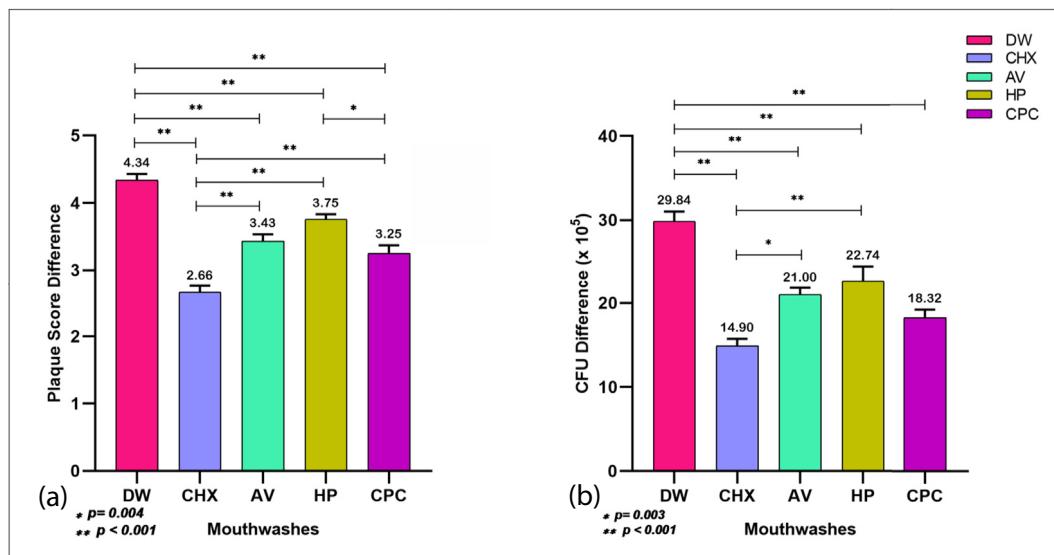 DW
CHX
AV
HP
CPC
**
**
**
*
**
**
**
**
5
4
3
2
1
0
Plaque Score Difference
4.34
2.66
3.43
3.75
3.25
DW CHX AV HP CPC
(a)
* p= 0.004
** p < 0.001
Mouthwashes
**
**
**
**
**
*
40
30
20
10
0
CFU Difference (x 10⁵)
29.84
14.90
21.00
22.74
18.32
DW CHX AV HP CPC
(b)
* p= 0.003
** p < 0.001
Mouthwashes